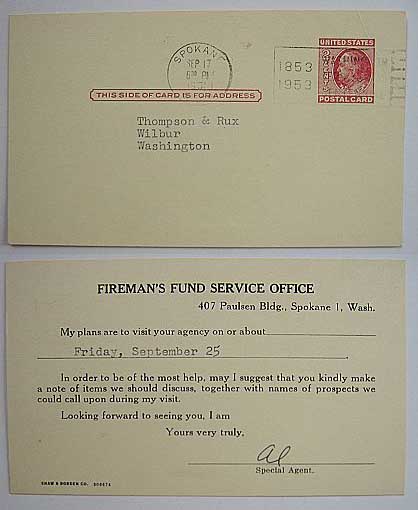 SPOKANE
SEP 17
PM
1853
1953
UNITED STATES
POSTAL CARD
THIS SIDE OF CARD IS FOR ADDRESS
Thompson & Rux
Wilbur
Washington
FIREMAN'S FUND SERVICE OFFICE
407 Paulsen Bldg., Spokane 1, Wash.
My plans are to visit your agency on or about
Friday, September 25
In order to be of the most help, may I suggest that you kindly make
a note of items we should discuss, together with names of prospects we
could call upon during my visit.
Looking forward to seeing you, I am
Yours very truly,
Al
Special Agent.
SHAW & BORDEN CO.